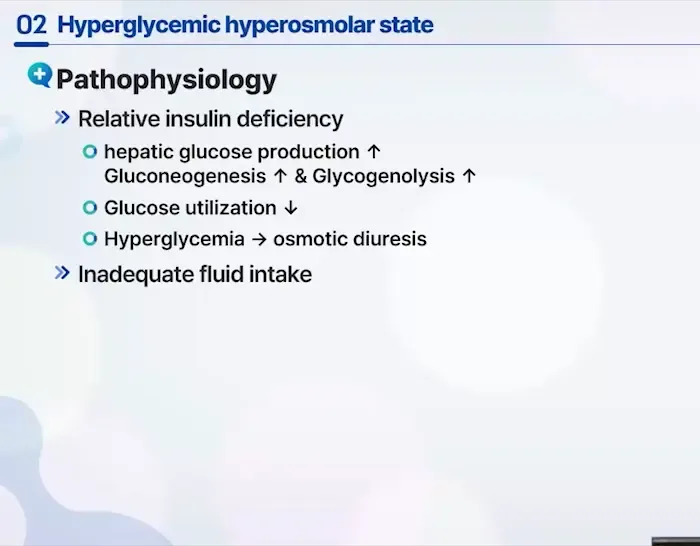 02 Hyperglycemic hyperosmolar state
Pathophysiology
Relative insulin deficiency
hepatic glucose production ↑
Gluconeogenesis ↑ & Glycogenolysis ↑
Glucose utilization ↓
Hyperglycemia → osmotic diuresis
Inadequate fluid intake